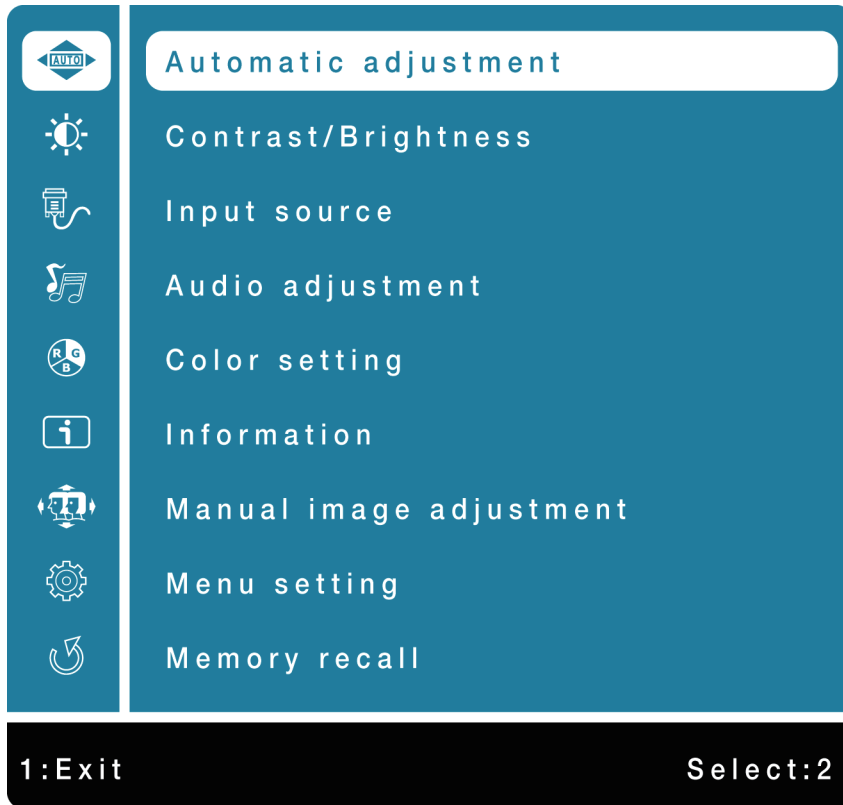 AUTO
Automatic adjustment
Contrast/Brightness
Input source
Audio adjustment
R G
B
Color setting
i
Information
Manual image adjustment
Menu setting
Memory recall
1:Exit Select:2